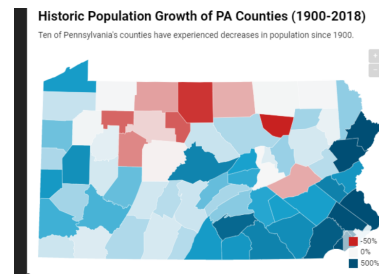 Historic Population Growth of PA Counties (1900-2018)
Ten of Pennsylvania's counties have experienced decreases in population since 1900.
+
−
-50%
0%
500%